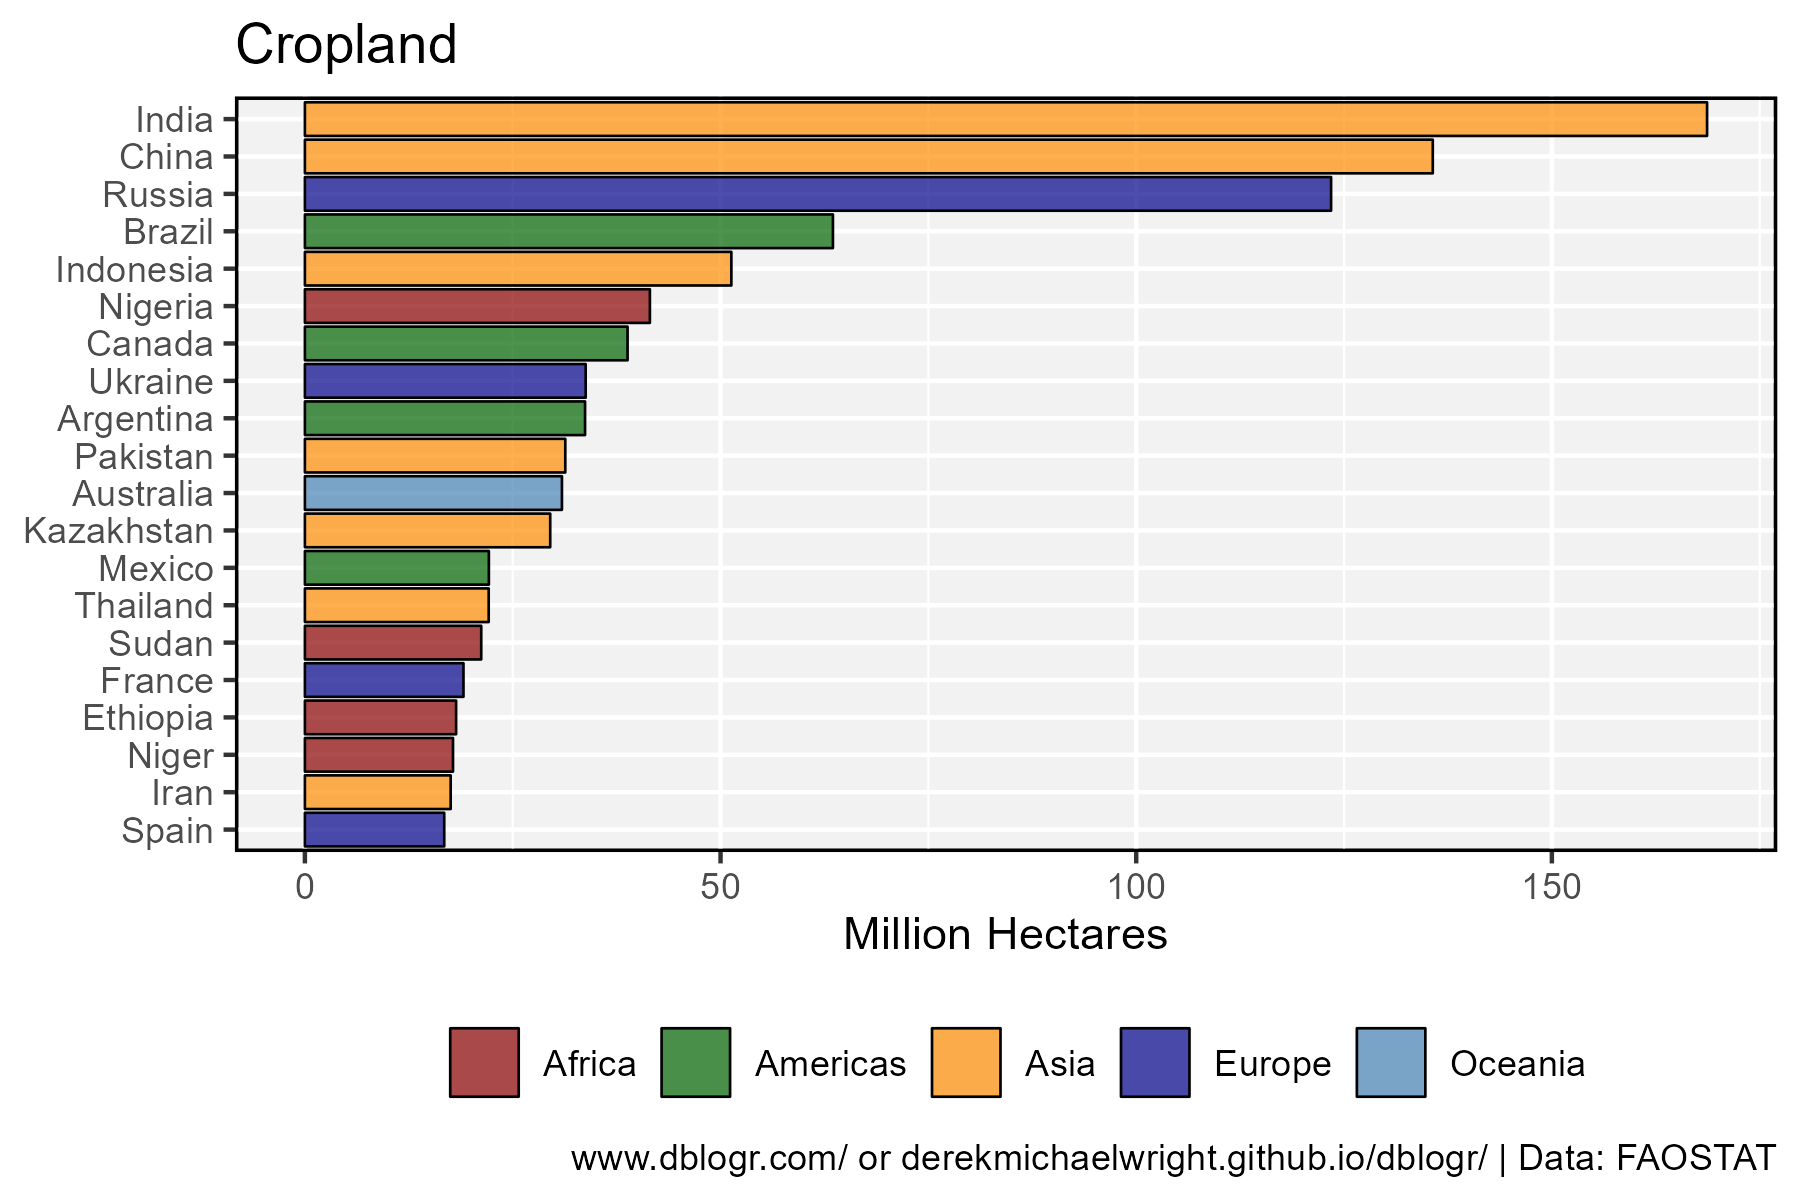 Cropland
India
China
Russia
Brazil
Indonesia
Nigeria
Canada
Ukraine
Argentina
Pakistan
Australia
Kazakhstan
Mexico
Thailand
Sudan
France
Ethiopia
Niger
Iran
Spain
0 50 100 150
Million Hectares
Africa Americas Asia Europe Oceania
www.dblogr.com/ or derekmichaelwright.github.io/dblogr/ | Data: FAOSTAT